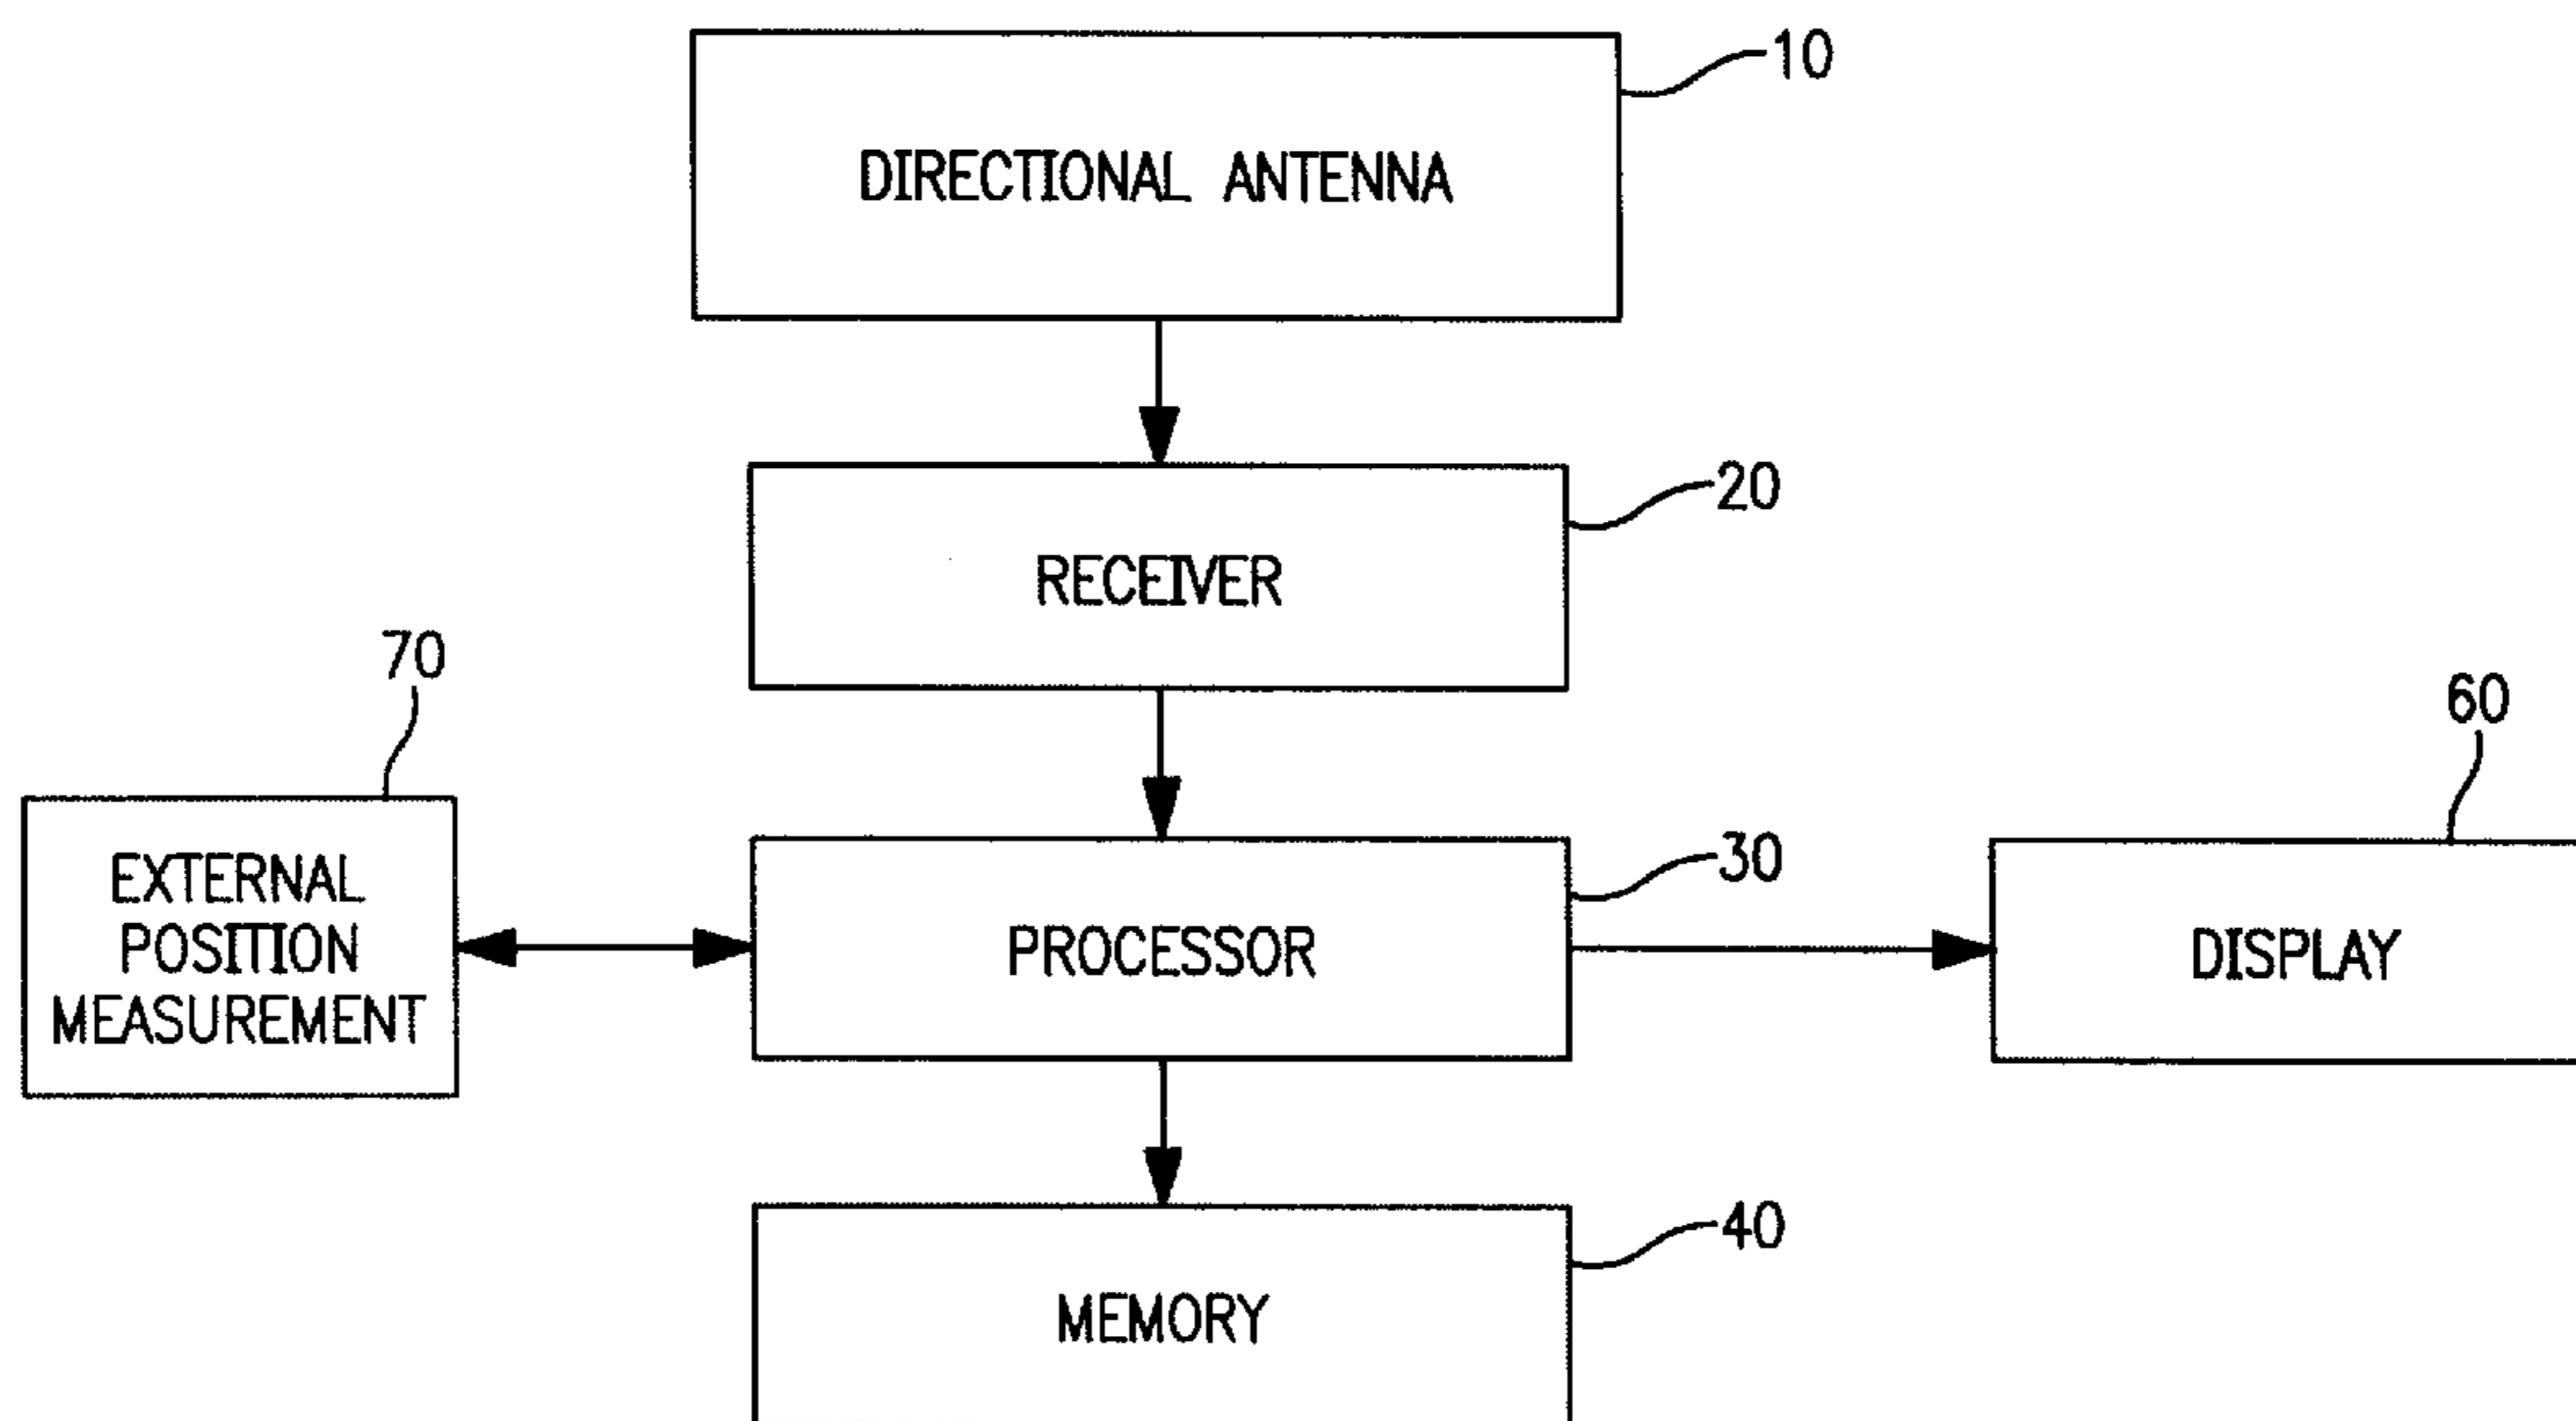 10
DIRECTIONAL ANTENNA
20
RECEIVER
70
60
30
EXTERNAL
POSITION
MEASUREMENT
PROCESSOR
DISPLAY
40
MEMORY